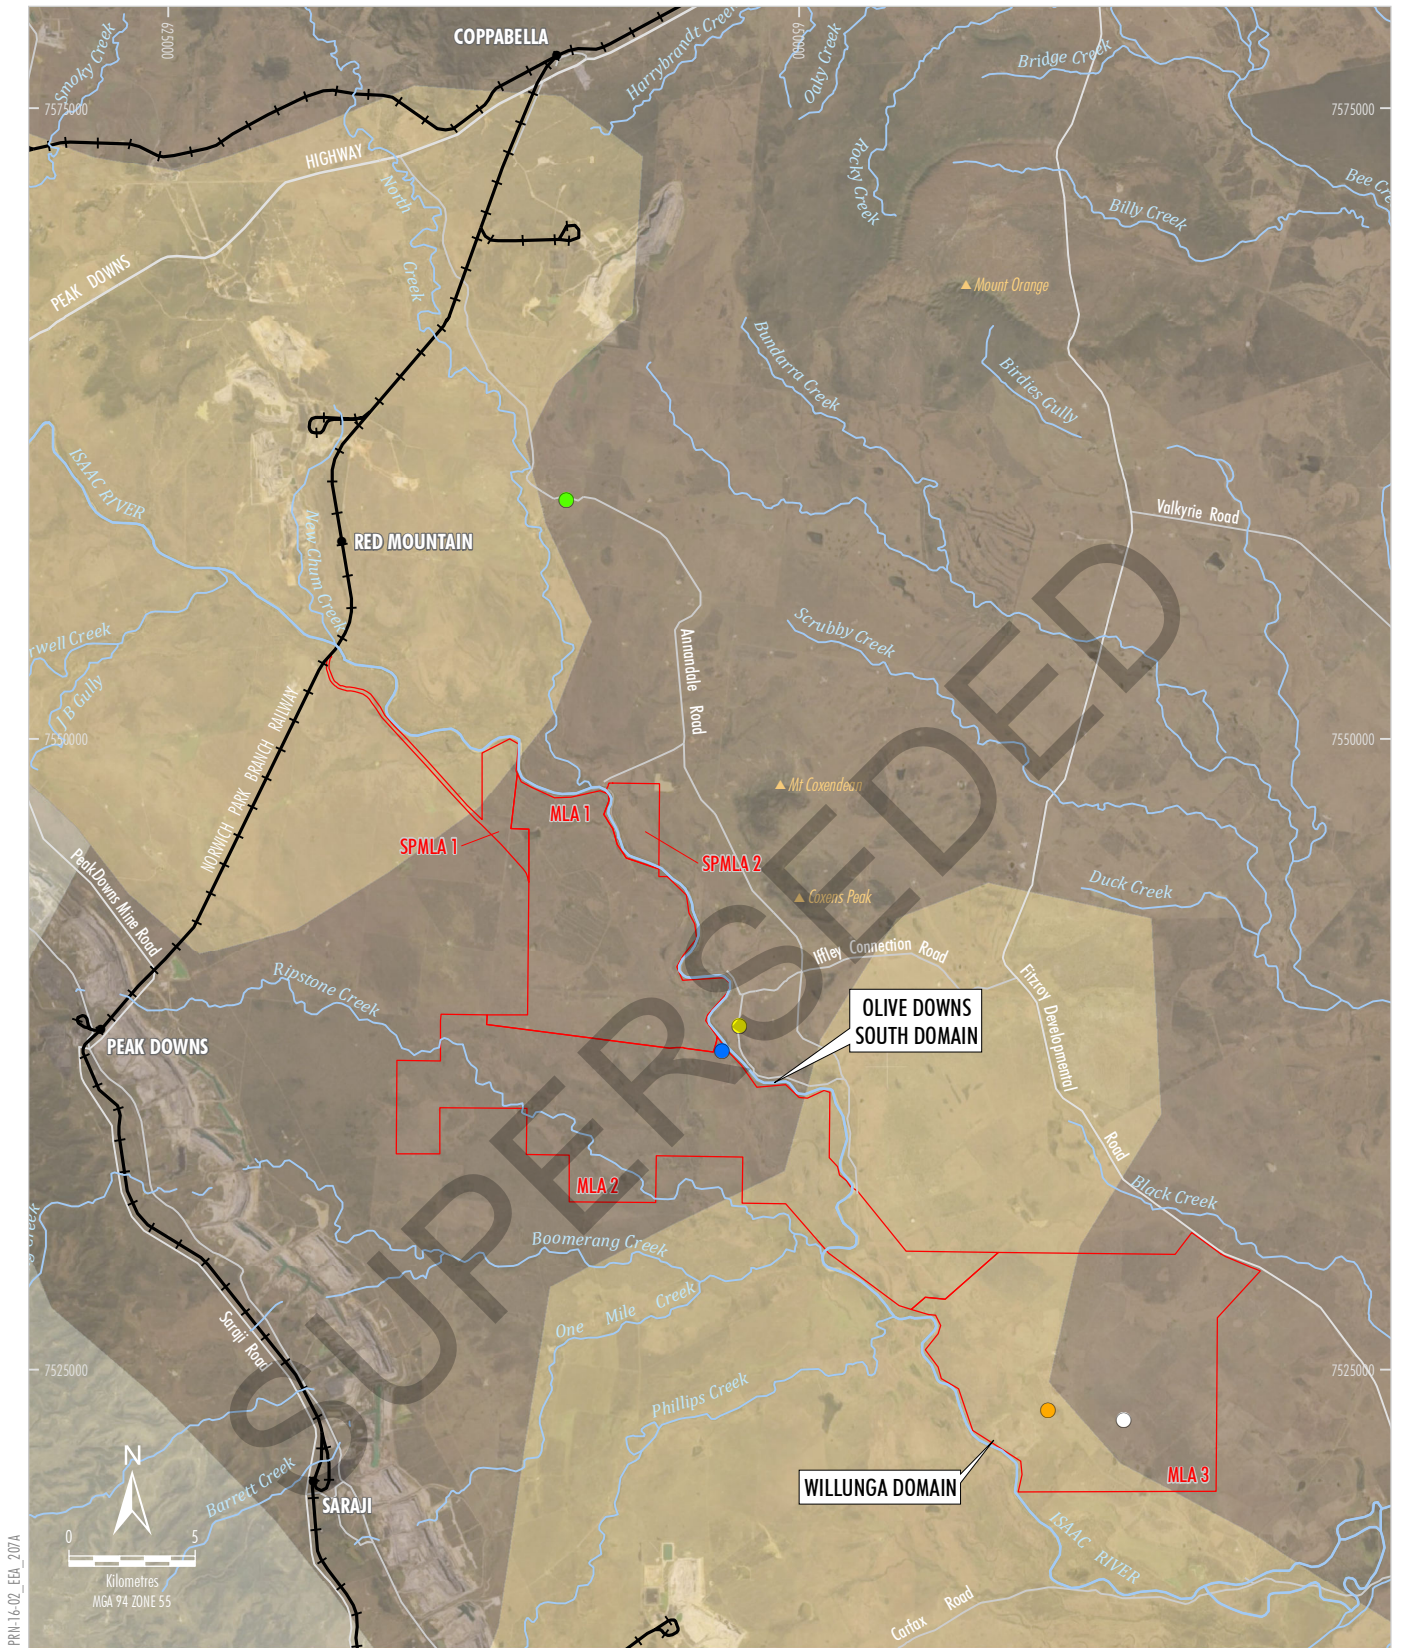 625000
650000
COPPABELLA
Smoky Creek
Harrybrandt Creek
Oaky Creek
Bridge Creek
7575000
7575000
HIGHWAY
Rocky Creek
Bee Cre
North
Creek
Billy Creek
PEAK DOWNS
Mount Orange
Bundarra Creek
Birdies Gully
ISAAC RIVER
Valkyrie Road
New Chum Creek
RED MOUNTAIN
rwell Creek
Scrubby Creek
J B Gully
Annandale Road
NORWICH PARK BRANCH RAILWAY
7550000
7550000
Mt Coxendean
MLA 1
SPMLA 1
SPMLA 2
Peak Downs Mine Road
Coxens Peak
Duck Creek
Iffley Connection Road
Ripstone Creek
Fitzroy Developmental
Road
OLIVE DOWNS
SOUTH DOMAIN
PEAK DOWNS
MLA 2
Black Creek
Boomerang Creek
One Mile Creek
Saraji Road
7525000
7525000
Phillips Creek
SUPERSEDED
N
Barrett Creek
SARAJI
MLA 3
WILLUNGA DOMAIN
ISAAC RIVER
0 5
Kilometres
MGA 94 ZONE 55
Carfax Road
PRN-16-02_EEA_207A